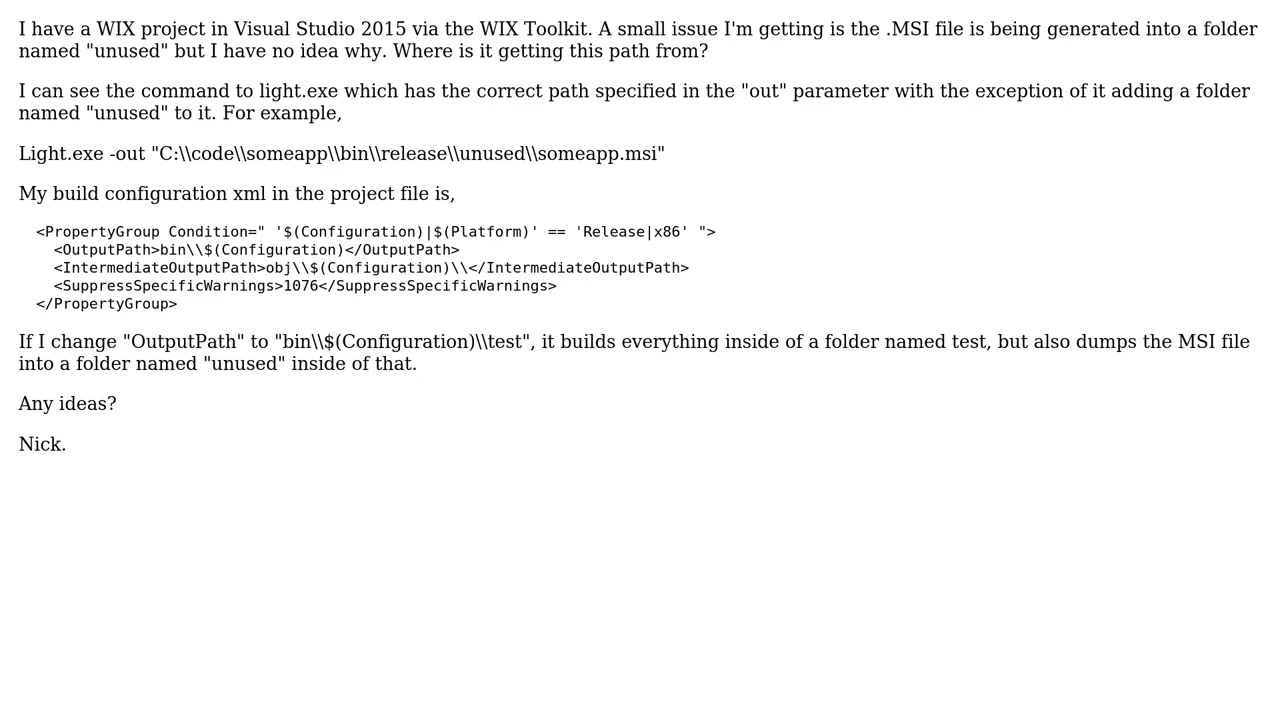 I have a WIX project in Visual Studio 2015 via the WIX Toolkit. A small issue I'm getting is the .MSI file is being generated into a folder
named "unused" but I have no idea why. Where is it getting this path from?
I can see the command to light.exe which has the correct path specified in the "out" parameter with the exception of it adding a folder
named "unused" to it. For example,
Light.exe -out "C:\\code\\someapp\\bin\\release\\unused\\someapp.msi"
My build configuration xml in the project file is,
<PropertyGroup Condition=" '$(Configuration)|$(Platform)' == 'Release|x86' ">
<OutputPath>bin\\$(Configuration)</OutputPath>
<IntermediateOutputPath>obj\\$(Configuration)\\</IntermediateOutputPath>
<SuppressSpecificWarnings>1076</SuppressSpecificWarnings>
</PropertyGroup>
If I change "OutputPath" to "bin\\$(Configuration)\\test", it builds everything inside of a folder named test, but also dumps the MSI file
into a folder named "unused" inside of that.
Any ideas?
Nick.